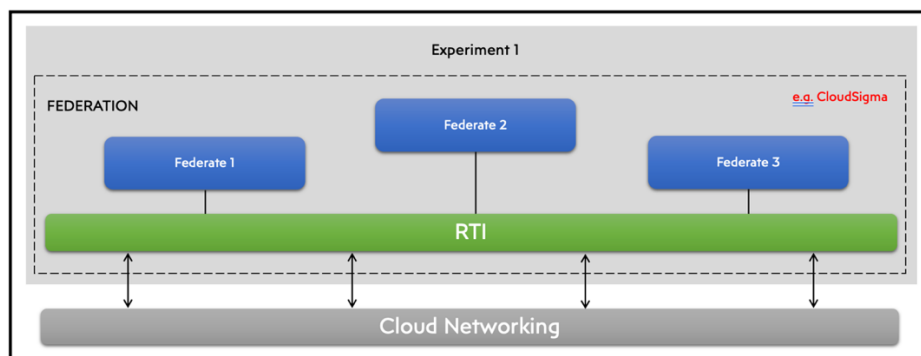 Experiment 1
FEDERATION
e.g. CloudSigma
Federate 2
Federate 1
Federate 3
RTI
Cloud Networking